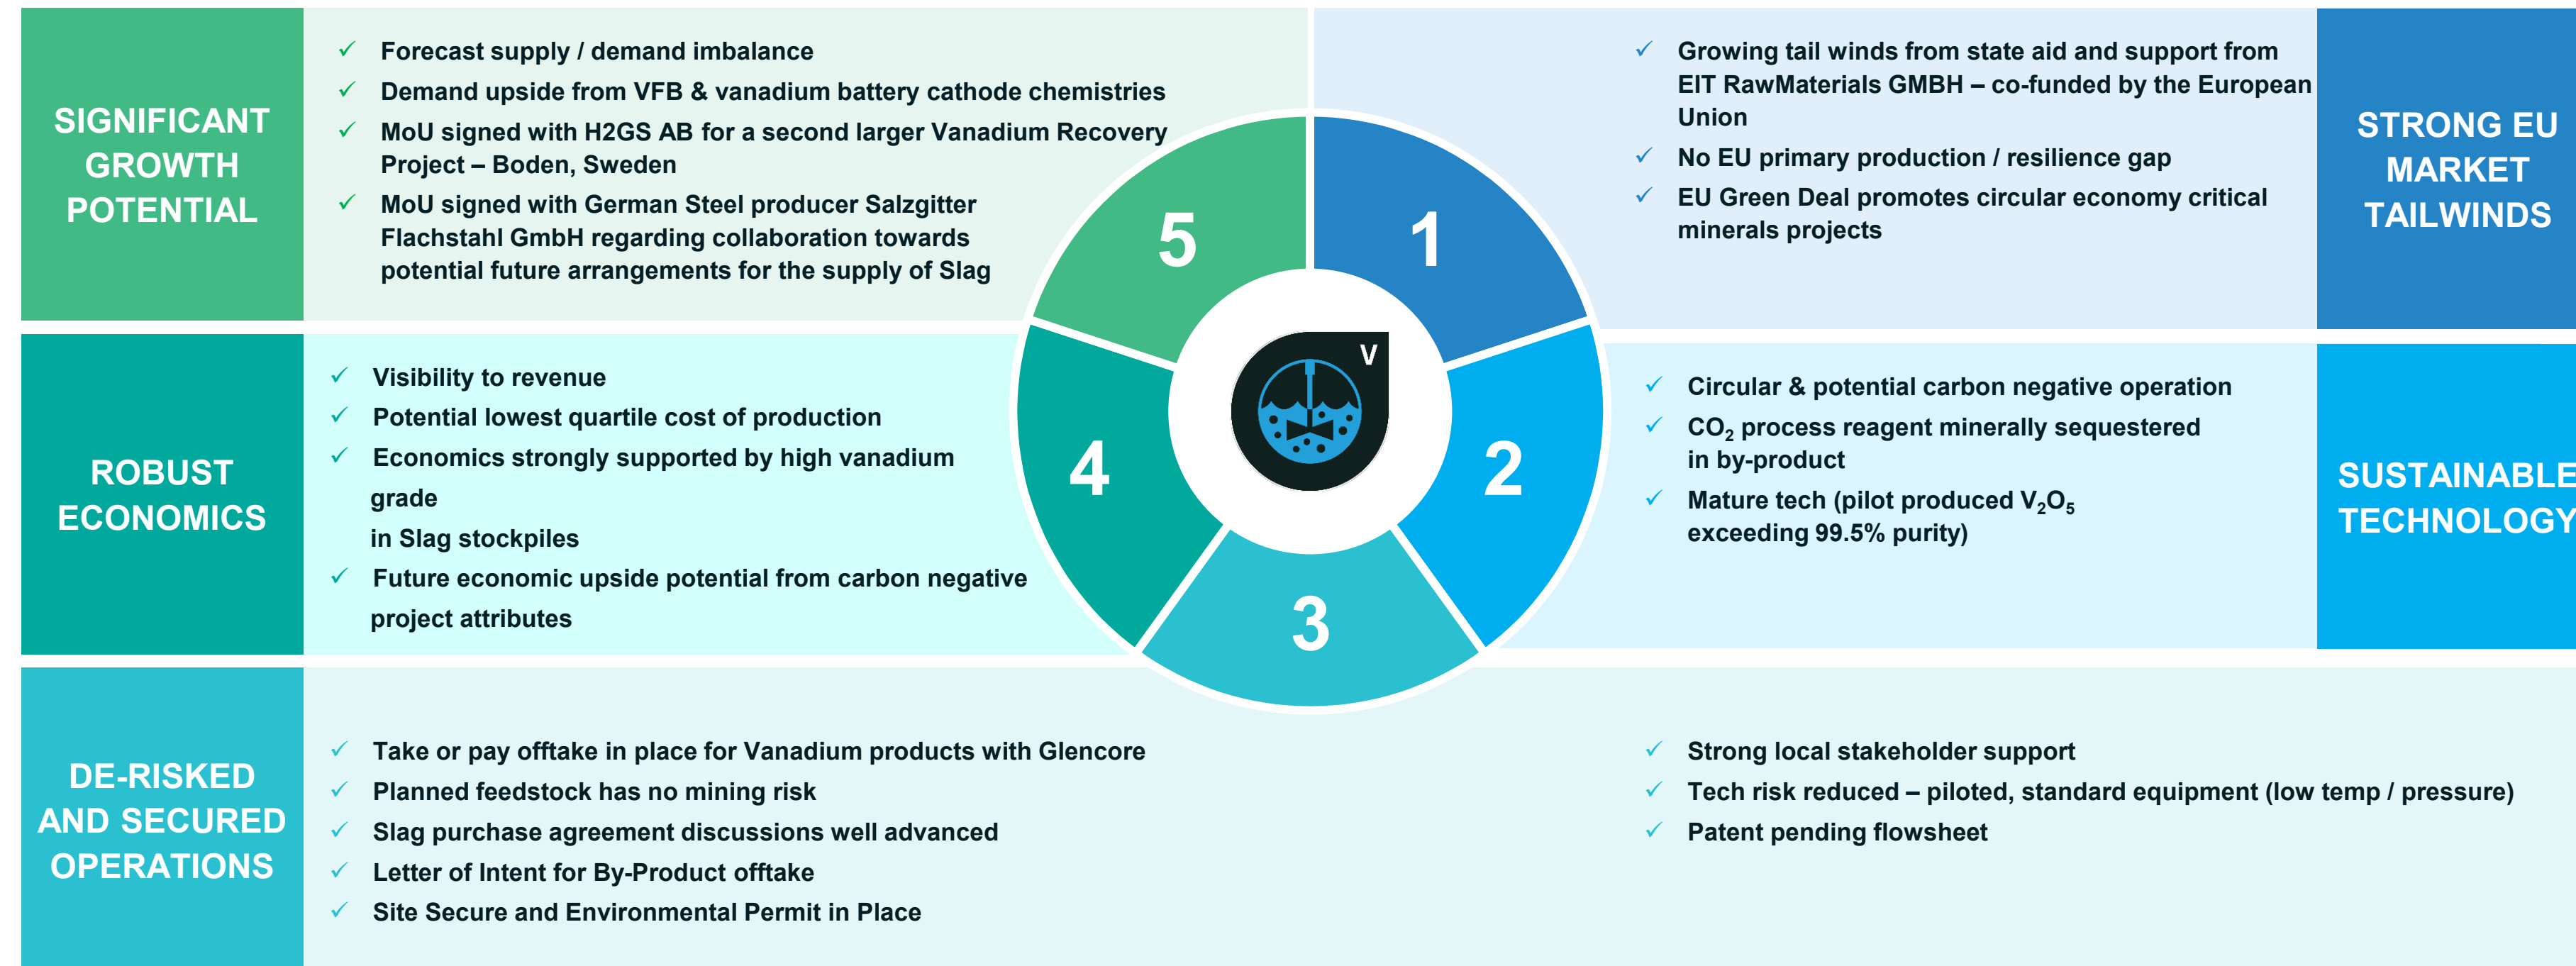 SIGNIFICANT
GROWTH
POTENTIAL
Forecast supply / demand imbalance
Demand upside from VFB & vanadium battery cathode chemistries
MoU signed with H2GS AB for a second larger Vanadium Recovery
Project – Boden, Sweden
MoU signed with German Steel producer Salzgitter
Flachstahl GmbH regarding collaboration towards
potential future arrangements for the supply of Slag
5
1
Growing tail winds from state aid and support from
EIT RawMaterials GMBH – co-funded by the European
Union
No EU primary production / resilience gap
EU Green Deal promotes circular economy critical
minerals projects
STRONG EU
MARKET
TAILWINDS
ROBUST
ECONOMICS
Visibility to revenue
Potential lowest quartile cost of production
Economics strongly supported by high vanadium
grade
in Slag stockpiles
Future economic upside potential from carbon negative
project attributes
4
V
2
Circular & potential carbon negative operation
CO₂ process reagent minerally sequestered
in by-product
Mature tech (pilot produced V₂O₅
exceeding 99.5% purity)
SUSTAINABLE
TECHNOLOGY
3
DE-RISKED
AND SECURED
OPERATIONS
Take or pay offtake in place for Vanadium products with Glencore
Planned feedstock has no mining risk
Slag purchase agreement discussions well advanced
Letter of Intent for By-Product offtake
Site Secure and Environmental Permit in Place
Strong local stakeholder support
Tech risk reduced – piloted, standard equipment (low temp / pressure)
Patent pending flowsheet